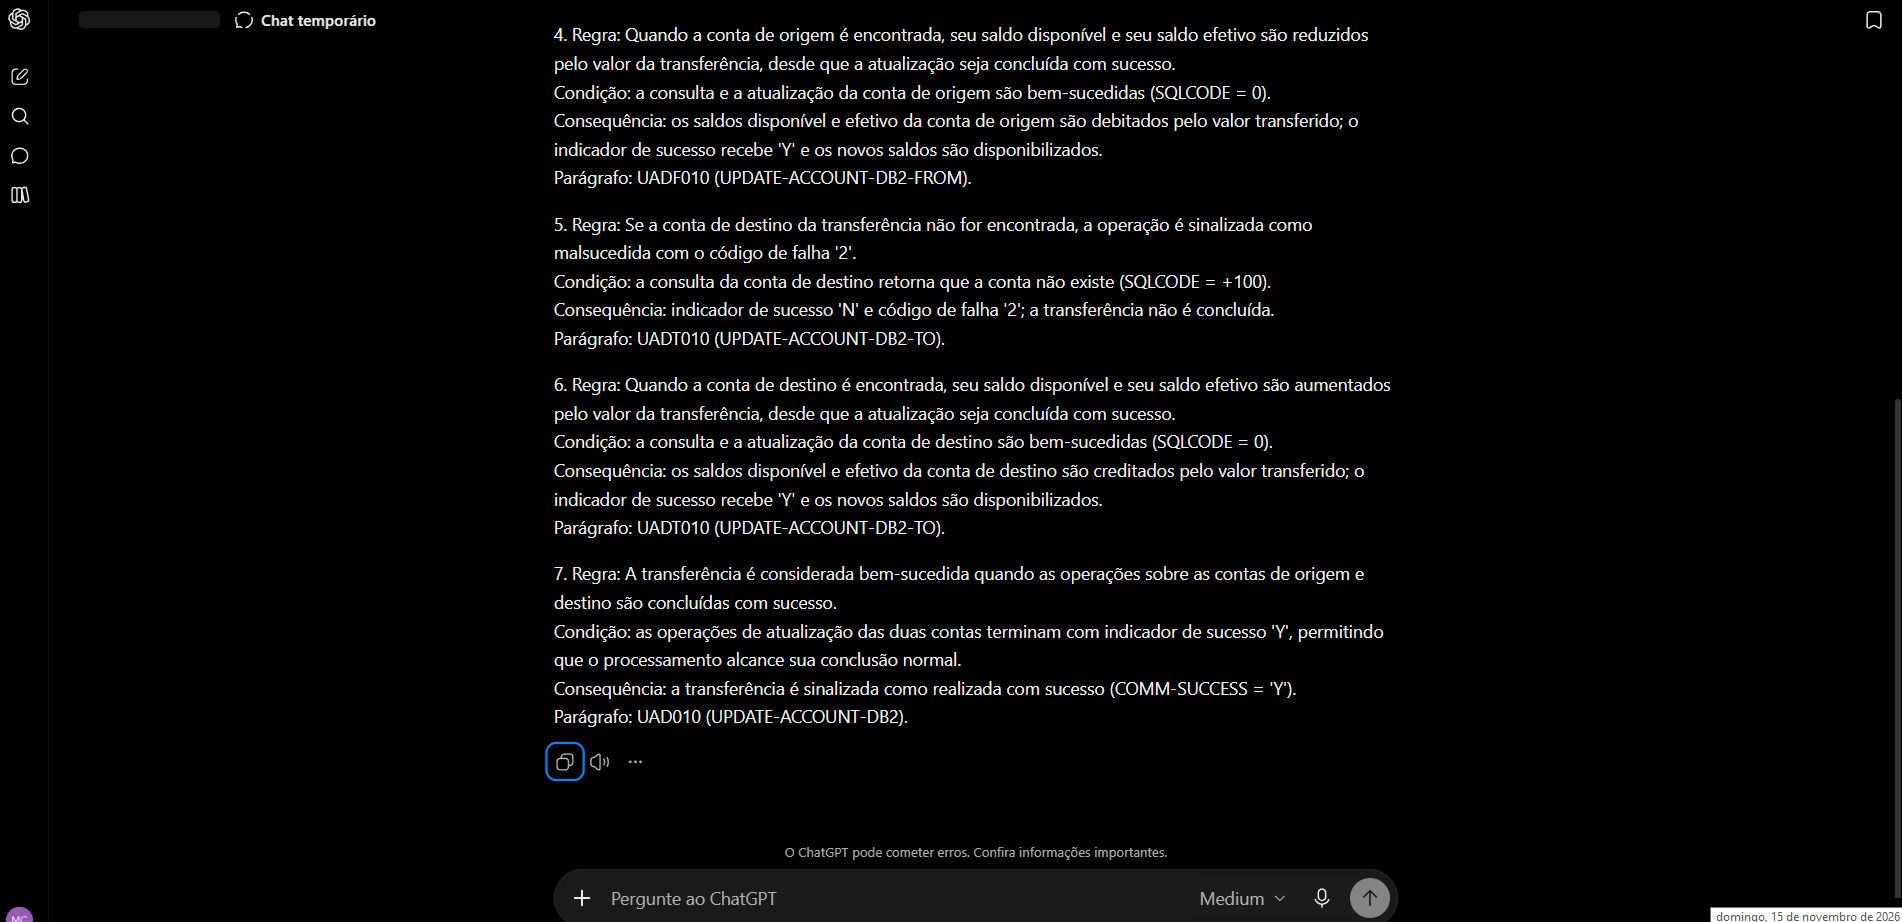 Chat temporário
4. Regra: Quando a conta de origem é encontrada, seu saldo disponível e seu saldo efetivo são reduzidos
pelo valor da transferência, desde que a atualização seja concluída com sucesso.
Condição: a consulta e a atualização da conta de origem são bem-sucedidas (SQLCODE = 0).
Consequência: os saldos disponível e efetivo da conta de origem são debitados pelo valor transferido; o
indicador de sucesso recebe 'Y' e os novos saldos são disponibilizados.
Parágrafo: UADF010 (UPDATE-ACCOUNT-DB2-FROM).
5. Regra: Se a conta de destino da transferência não for encontrada, a operação é sinalizada como
malsucedida com o código de falha '2'.
Condição: a consulta da conta de destino retorna que a conta não existe (SQLCODE = +100).
Consequência: indicador de sucesso 'N' e código de falha '2'; a transferência não é concluída.
Parágrafo: UADT010 (UPDATE-ACCOUNT-DB2-TO).
6. Regra: Quando a conta de destino é encontrada, seu saldo disponível e seu saldo efetivo são aumentados
pelo valor da transferência, desde que a atualização seja concluída com sucesso.
Condição: a consulta e a atualização da conta de destino são bem-sucedidas (SQLCODE = 0).
Consequência: os saldos disponível e efetivo da conta de destino são creditados pelo valor transferido; o
indicador de sucesso recebe 'Y' e os novos saldos são disponibilizados.
Parágrafo: UADT010 (UPDATE-ACCOUNT-DB2-TO).
7. Regra: A transferência é considerada bem-sucedida quando as operações sobre as contas de origem e
destino são concluídas com sucesso.
Condição: as operações de atualização das duas contas terminam com indicador de sucesso 'Y', permitindo
que o processamento alcance sua conclusão normal.
Consequência: a transferência é sinalizada como realizada com sucesso (COMM-SUCCESS = 'Y').
Parágrafo: UAD010 (UPDATE-ACCOUNT-DB2).
O ChatGPT pode cometer erros. Confira informações importantes.
Pergunte ao ChatGPT
Medium
MC
domingo, 15 de novembro de 2026